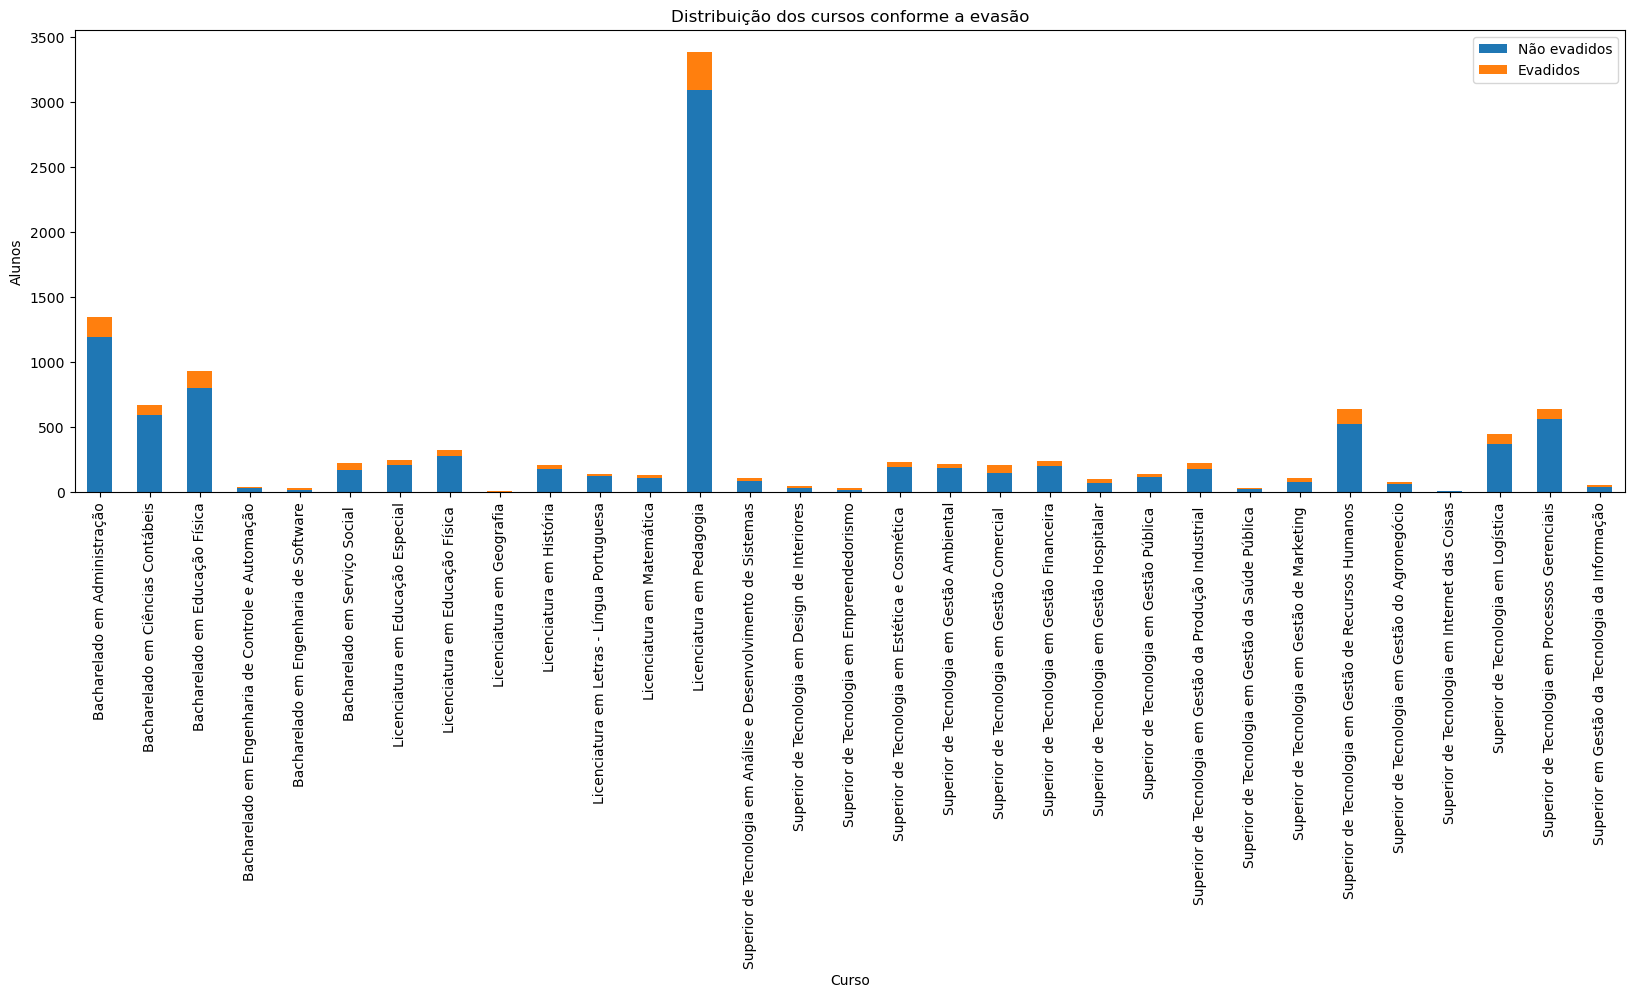 Distribuição dos cursos conforme a evasão
Não evadidos
Evadidos
Alunos
3500
3000
2500
2000
1500
1000
500
0
Bacharelado em Administração
Bacharelado em Ciências Contábeis
Bacharelado em Educação Física
Bacharelado em Engenharia de Controle e Automação
Bacharelado em Engenharia de Software
Bacharelado em Serviço Social
Licenciatura em Educação Especial
Licenciatura em Educação Física
Licenciatura em Geografia
Licenciatura em História
Licenciatura em Letras - Língua Portuguesa
Licenciatura em Matemática
Licenciatura em Pedagogia
Superior de Tecnologia em Análise e Desenvolvimento de Sistemas
Superior de Tecnologia em Design de Interiores
Superior de Tecnologia em Empreendedorismo
Superior de Tecnologia em Estética e Cosmética
Superior de Tecnologia em Gestão Ambiental
Superior de Tecnologia em Gestão Comercial
Superior de Tecnologia em Gestão Financeira
Superior de Tecnologia em Gestão Hospitalar
Superior de Tecnologia em Gestão Pública
Superior de Tecnologia em Gestão da Produção Industrial
Superior de Tecnologia em Gestão da Saúde Pública
Superior de Tecnologia em Gestão de Marketing
Superior de Tecnologia em Gestão de Recursos Humanos
Superior de Tecnologia em Gestão do Agronegócio
Superior de Tecnologia em Internet das Coisas
Superior de Tecnologia em Logística
Superior de Tecnologia em Processos Gerenciais
Superior em Gestão da Tecnologia da Informação
Curso